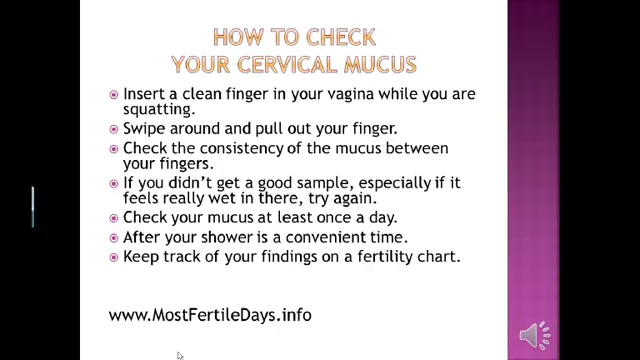 HOW TO CHECK
YOUR CERVICAL MUCUS
Insert a clean finger in your vagina while you are
squatting.
Swipe around and pull out your finger.
Check the consistency of the mucus between
your fingers.
If you didn't get a good sample, especially if it
feels really wet in there, try again.
Check your mucus at least once a day.
After your shower is a convenient time.
Keep track of your findings on a fertility chart.
www.MostFertileDays.info